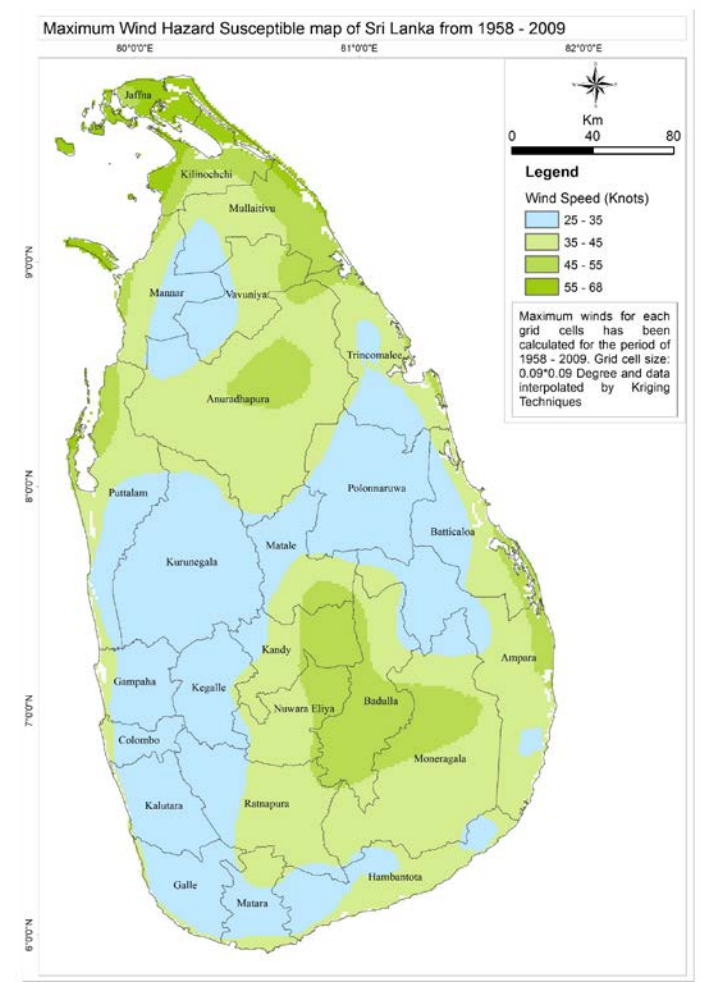 Maximum Wind Hazard Susceptible map of Sri Lanka from 1958 - 2009
80°0'0"E 81°0'0"E 82°0'0"E
Km
0 40 80
Legend
Wind Speed (Knots)
25 - 35
35 - 45
45 - 55
55 - 68
Maximum winds for each
grid cells has been
calculated for the period of
1958 - 2009. Grid cell size:
0.09*0.09 Degree and data
interpolated by Kriging
Techniques
9°0'0"N
8°0'0"N
7°0'0"N
6°0'0"N
Jaffna
Kilinochchi
Mullaitivu
Mannar
Vavuniya
Trincomalee
Anuradhapura
Puttalam
Polonnaruwa
Batticaloa
Matale
Kurunegala
Kandy
Ampara
Gampaha
Kegalle
Nuwara Eliya
Badulla
Colombo
Moneragala
Kalutara
Ratnapura
Galle
Matara
Hambantota